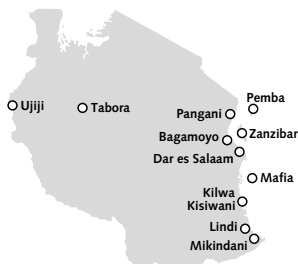 Pemba
Ujiji
Tabora
Pangani
Zanzibar
Bagamoyo
Dar es Salaam
Mafia
Kilwa
Kisiwani
Lindi
Mikindani